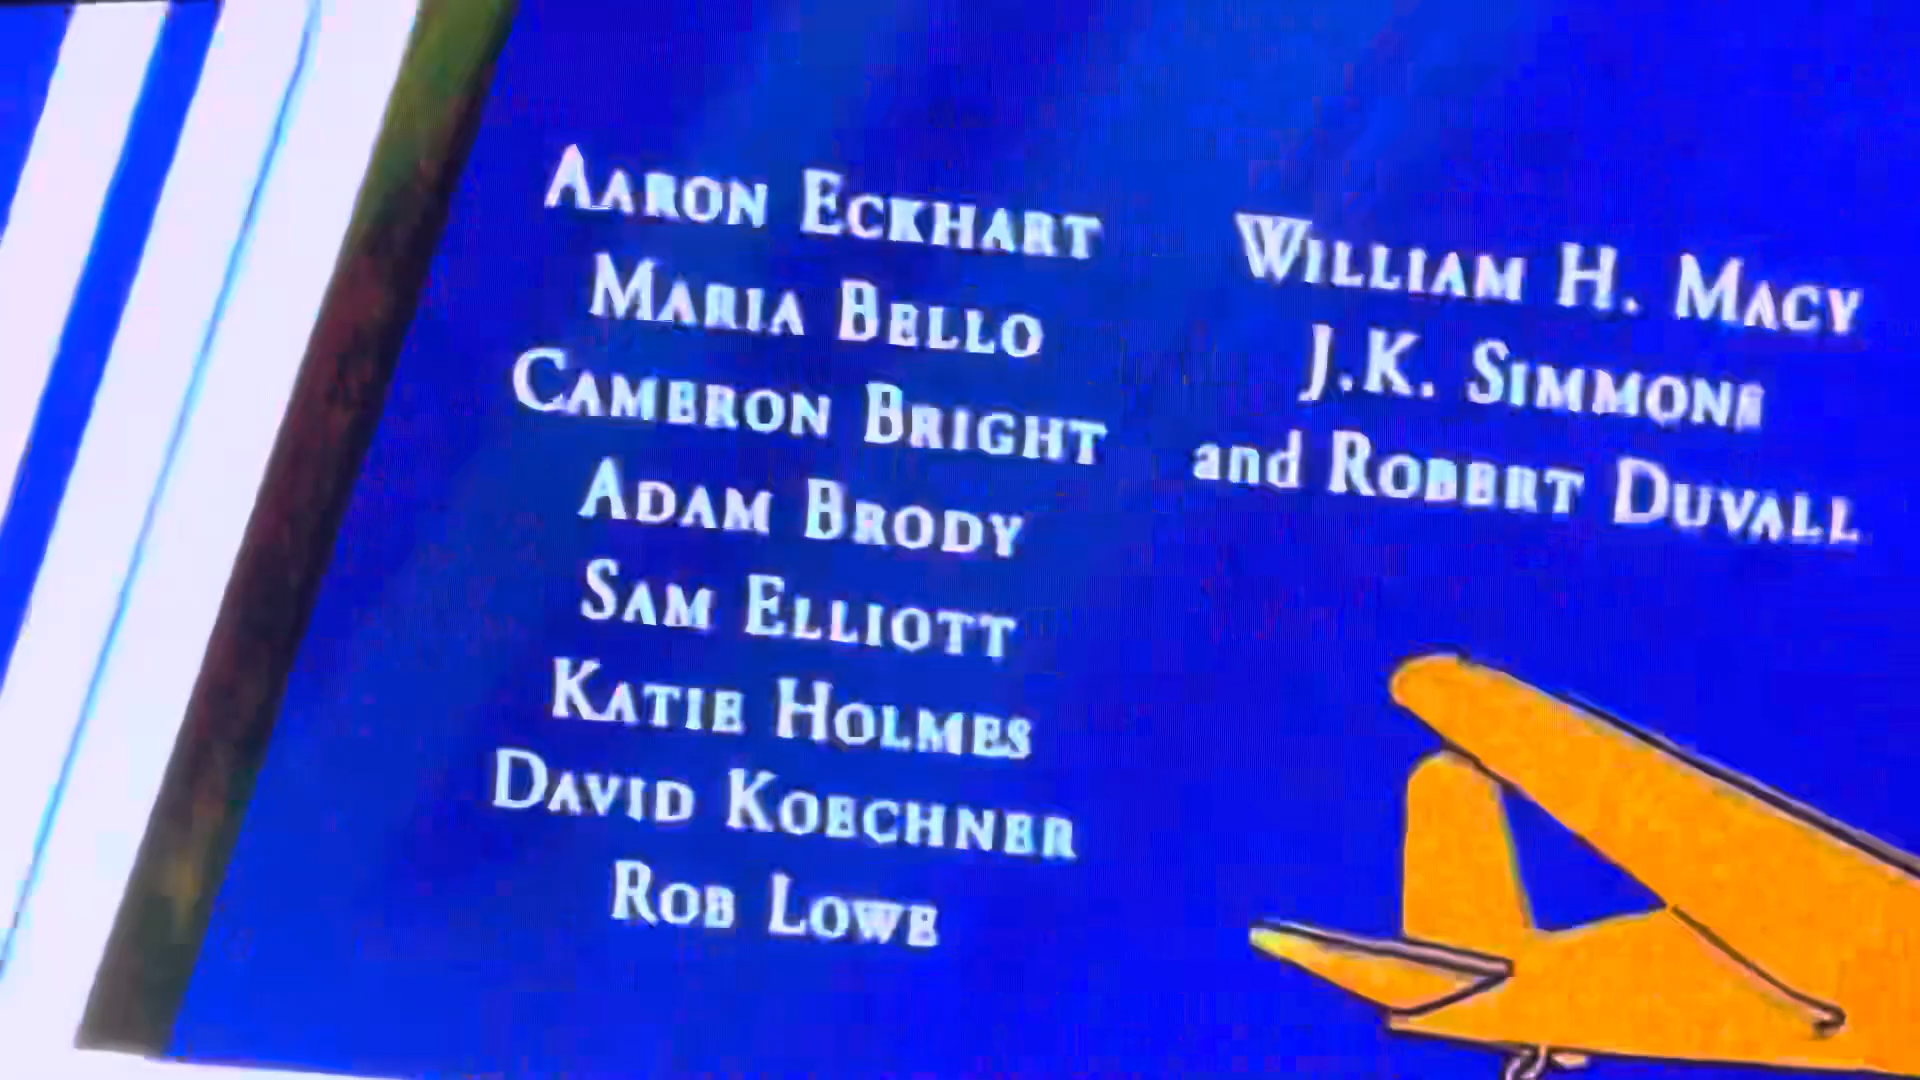 Aaron Eckhart
Maria Bello
Cameron Bright
Adam Brody
Sam Elliott
Katie Holmes
David Koechner
Rob Lowe
William H. Macy
J.K. Simmons
and Robert Duvall